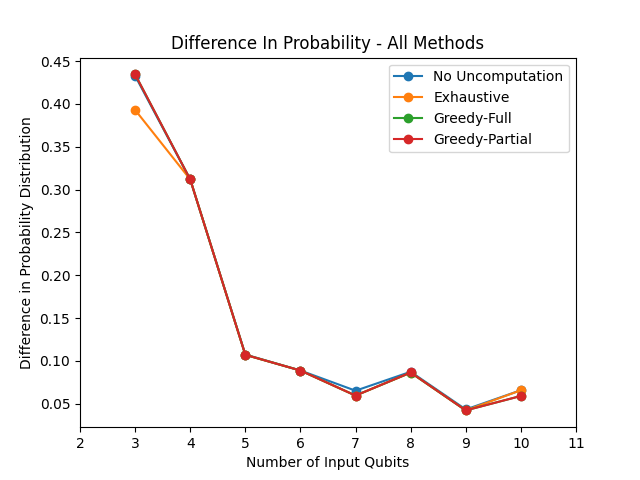 Difference In Probability - All Methods
0.45
0.40
0.35
0.30
0.25
0.20
0.15
0.10
0.05
Difference in Probability Distribution
No Uncomputation
Exhaustive
Greedy-Full
Greedy-Partial
2 3 4 5 6 7 8 9 10 11
Number of Input Qubits